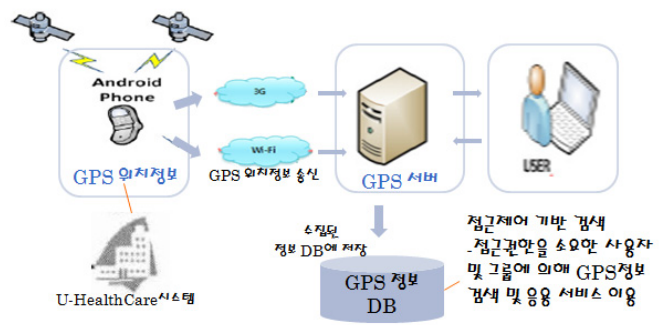 Android
Phone
GPS 위치정보
3G
Wi-Fi
GPS 위치정보 송신
GPS 서버
USER
수집된
정보 DB에 저장
GPS 정보
DB
U-HealthCare시스템
접근제어 기반 검색
-접근권한을 소요한 사용자
및 그룹에 의해 GPS정보
검색 및 응용 서비스 이용